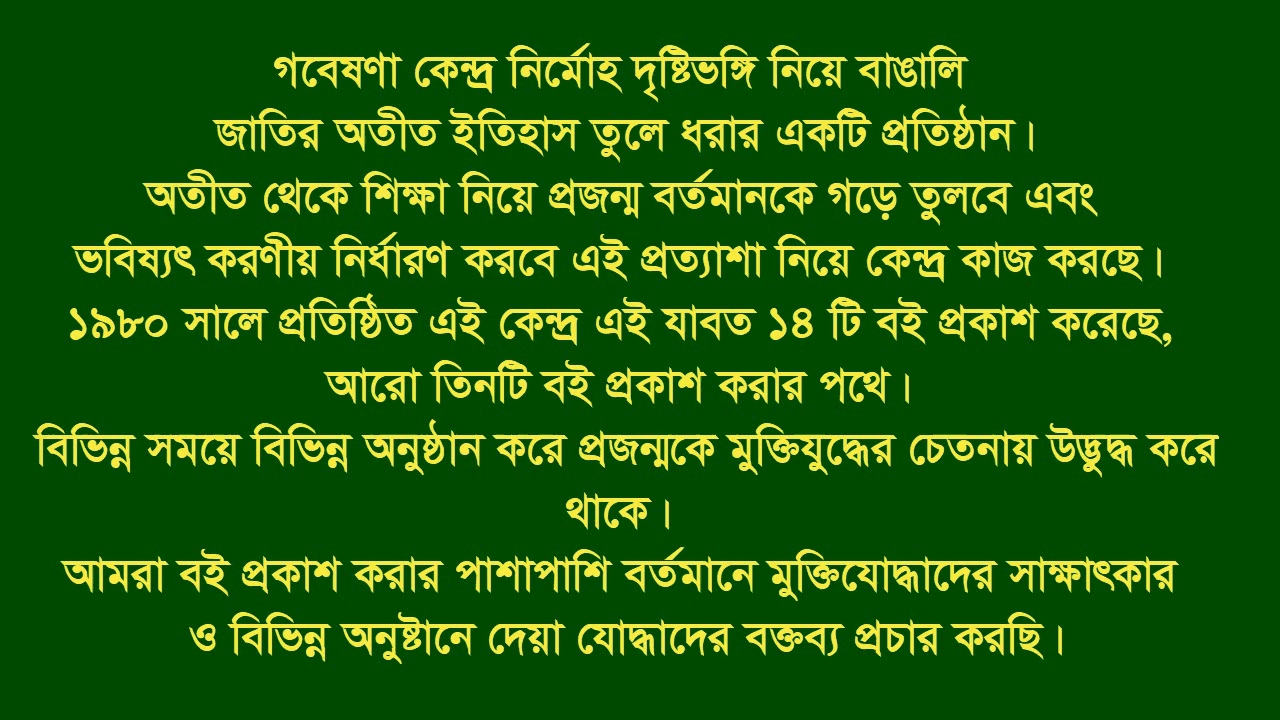 গবেষণা কেন্দ্র নির্মোহ দৃষ্টিভঙ্গি নিয়ে বাঙালি
জাতির অতীত ইতিহাস তুলে ধরার একটি প্রতিষ্ঠান।
অতীত থেকে শিক্ষা নিয়ে প্রজন্ম বর্তমানকে গড়ে তুলবে এবং
ভবিষ্যৎ করণীয় নির্ধারণ করবে এই প্রত্যাশা নিয়ে কেন্দ্র কাজ করছে।
১৯৮০ সালে প্রতিষ্ঠিত এই কেন্দ্র এই যাবত ১৪ টি বই প্রকাশ করেছে,
আরো তিনটি বই প্রকাশ করার পথে।
বিভিন্ন সময়ে বিভিন্ন অনুষ্ঠান করে প্রজন্মকে মুক্তিযুদ্ধের চেতনায় উদ্ভুদ্ধ করে
থাকে।
আমরা বই প্রকাশ করার পাশাপাশি বর্তমানে মুক্তিযোদ্ধাদের সাক্ষাৎকার
ও বিভিন্ন অনুষ্টানে দেয়া যোদ্ধাদের বক্তব্য প্রচার করছি।